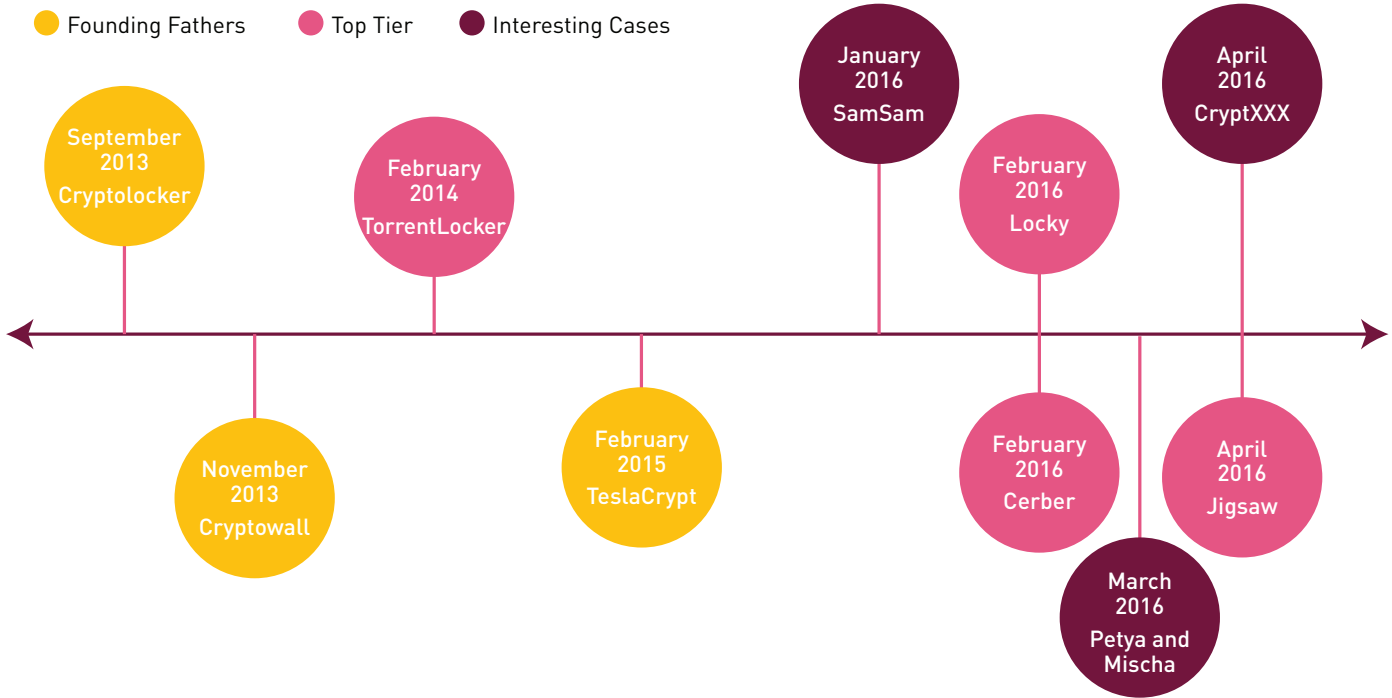 Founding Fathers
Top Tier
Interesting Cases
September
2013
Cryptolocker
November
2013
Cryptowall
February
2014
TorrentLocker
February
2015
TeslaCrypt
January
2016
SamSam
February
2016
Locky
February
2016
Cerber
March
2016
Petya and
Mischa
April
2016
CryptXXX
April
2016
Jigsaw